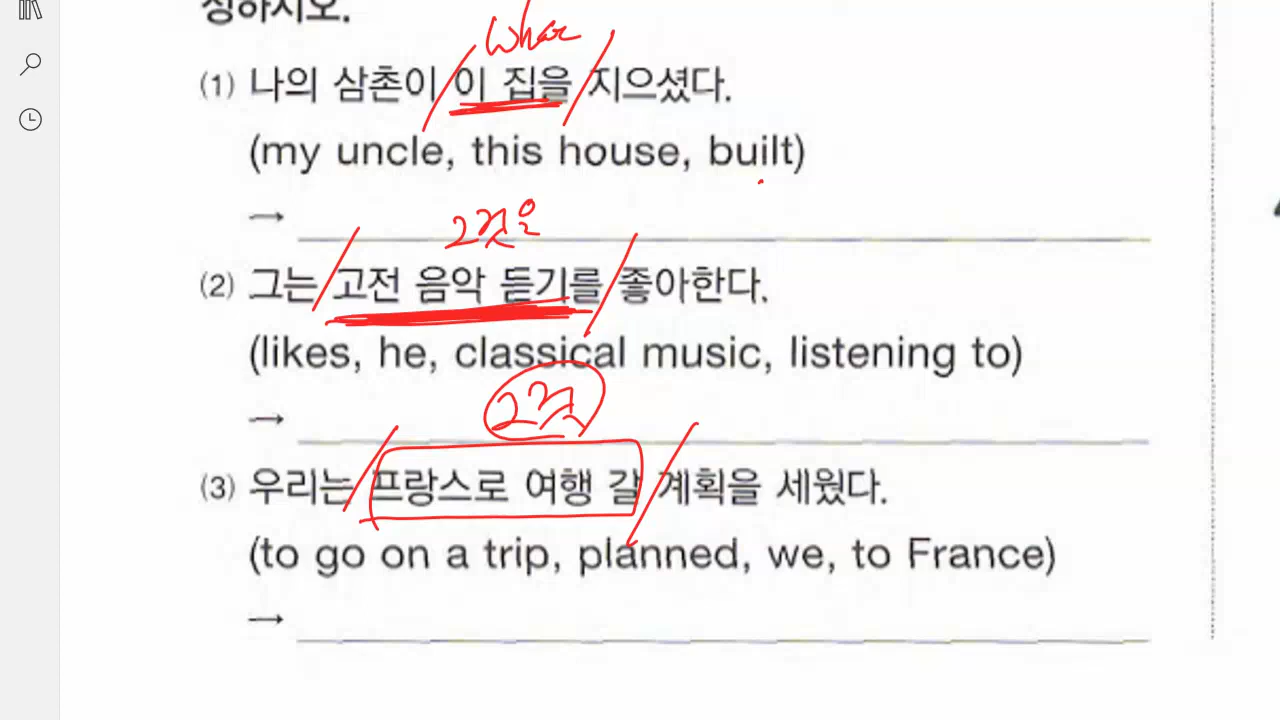 성하시오.
what
(1) 나의 삼촌이 이 집을 지으셨다.
(my uncle, this house, built)
→
그것을
(2) 그는 고전 음악 듣기를 좋아한다.
(likes, he, classical music, listening to)
그것
→
(3) 우리는 프랑스로 여행 갈 계획을 세웠다.
(to go on a trip, planned, we, to France)
→